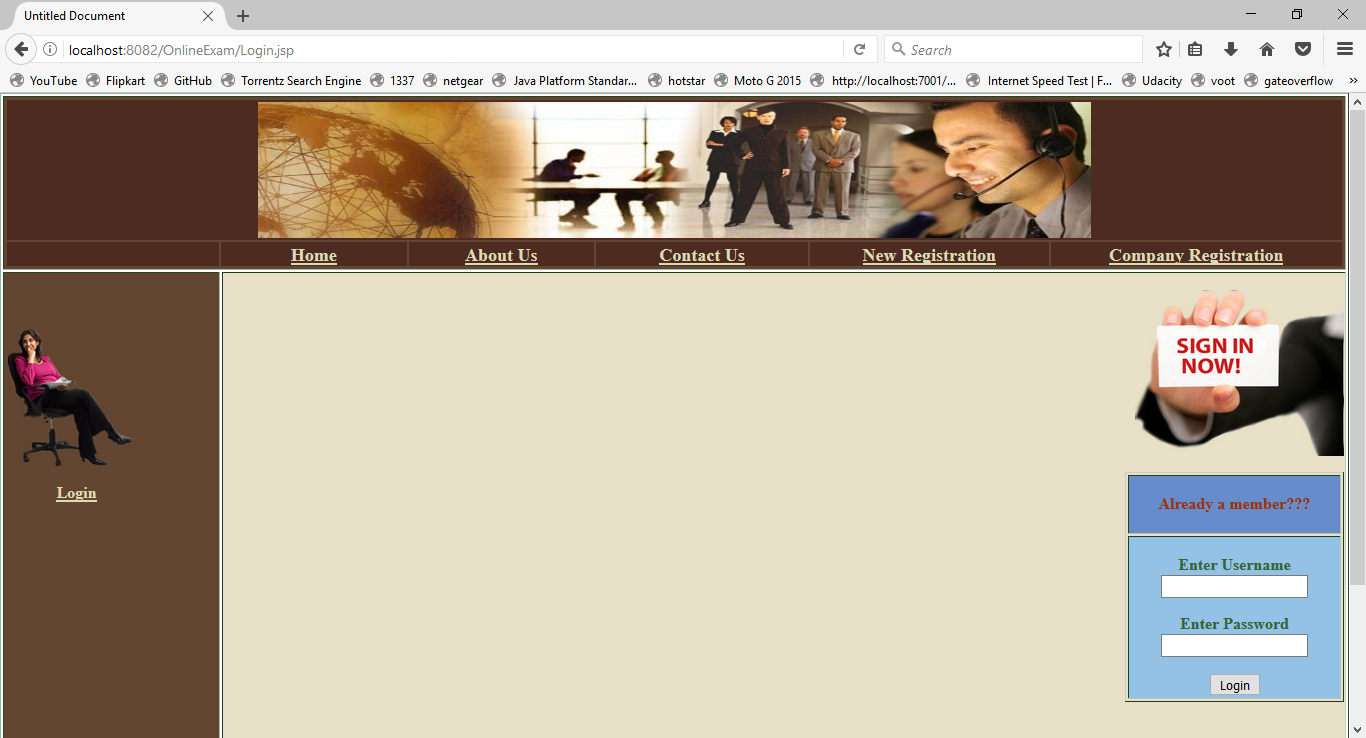 Untitled Document
localhost:8082/OnlineExam/Login.jsp
Search
YouTube Flipkart GitHub Torrentz Search Engine 1337 netgear Java Platform Standar... hotstar Moto G 2015 http://localhost:7001/... Internet Speed Test | F... Udacity voot gateoverflow
Home About Us Contact Us New Registration Company Registration
SIGN IN
NOW!
Login
Already a member???
Enter Username
Enter Password
Login